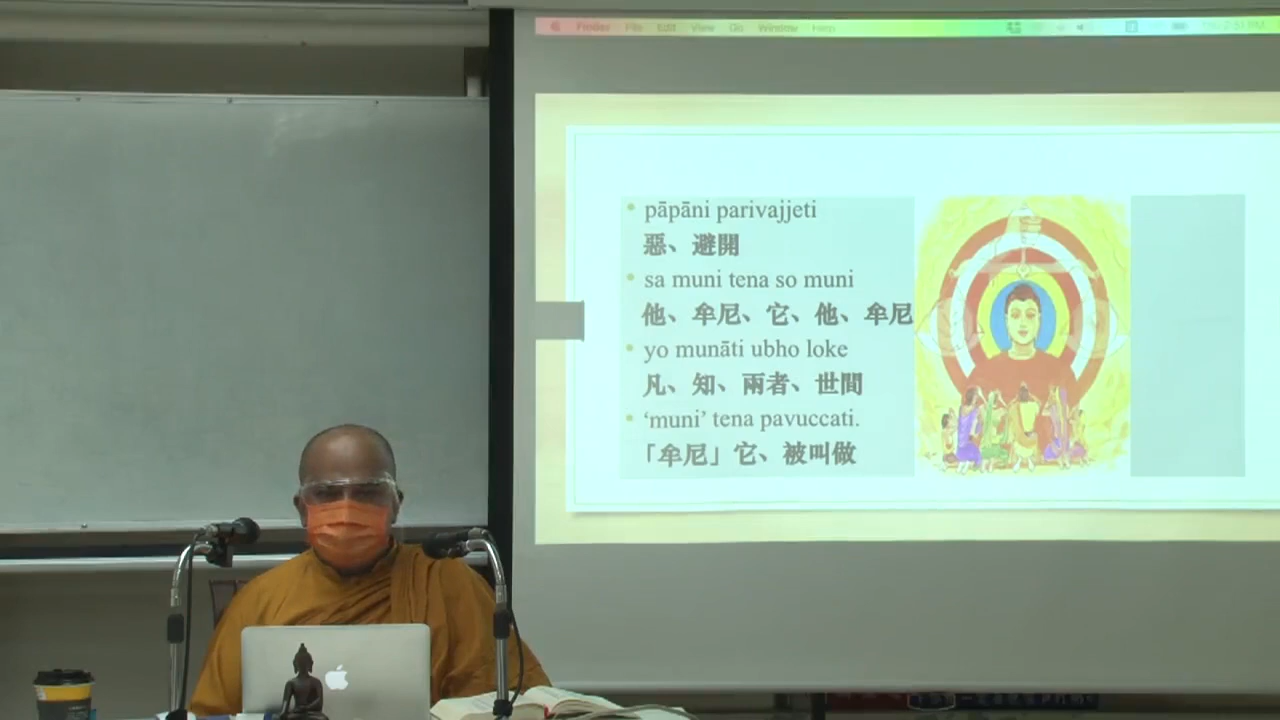 Finder File Edit View Go Window Help
pāpāni parivajjeti
惡、避開
sa muni tena so muni
他、牟尼、它、他、牟尼
yo munāti ubho loke
凡、知、兩者、世間
‘muni’ tena pavuccati.
「牟尼」它、被叫做